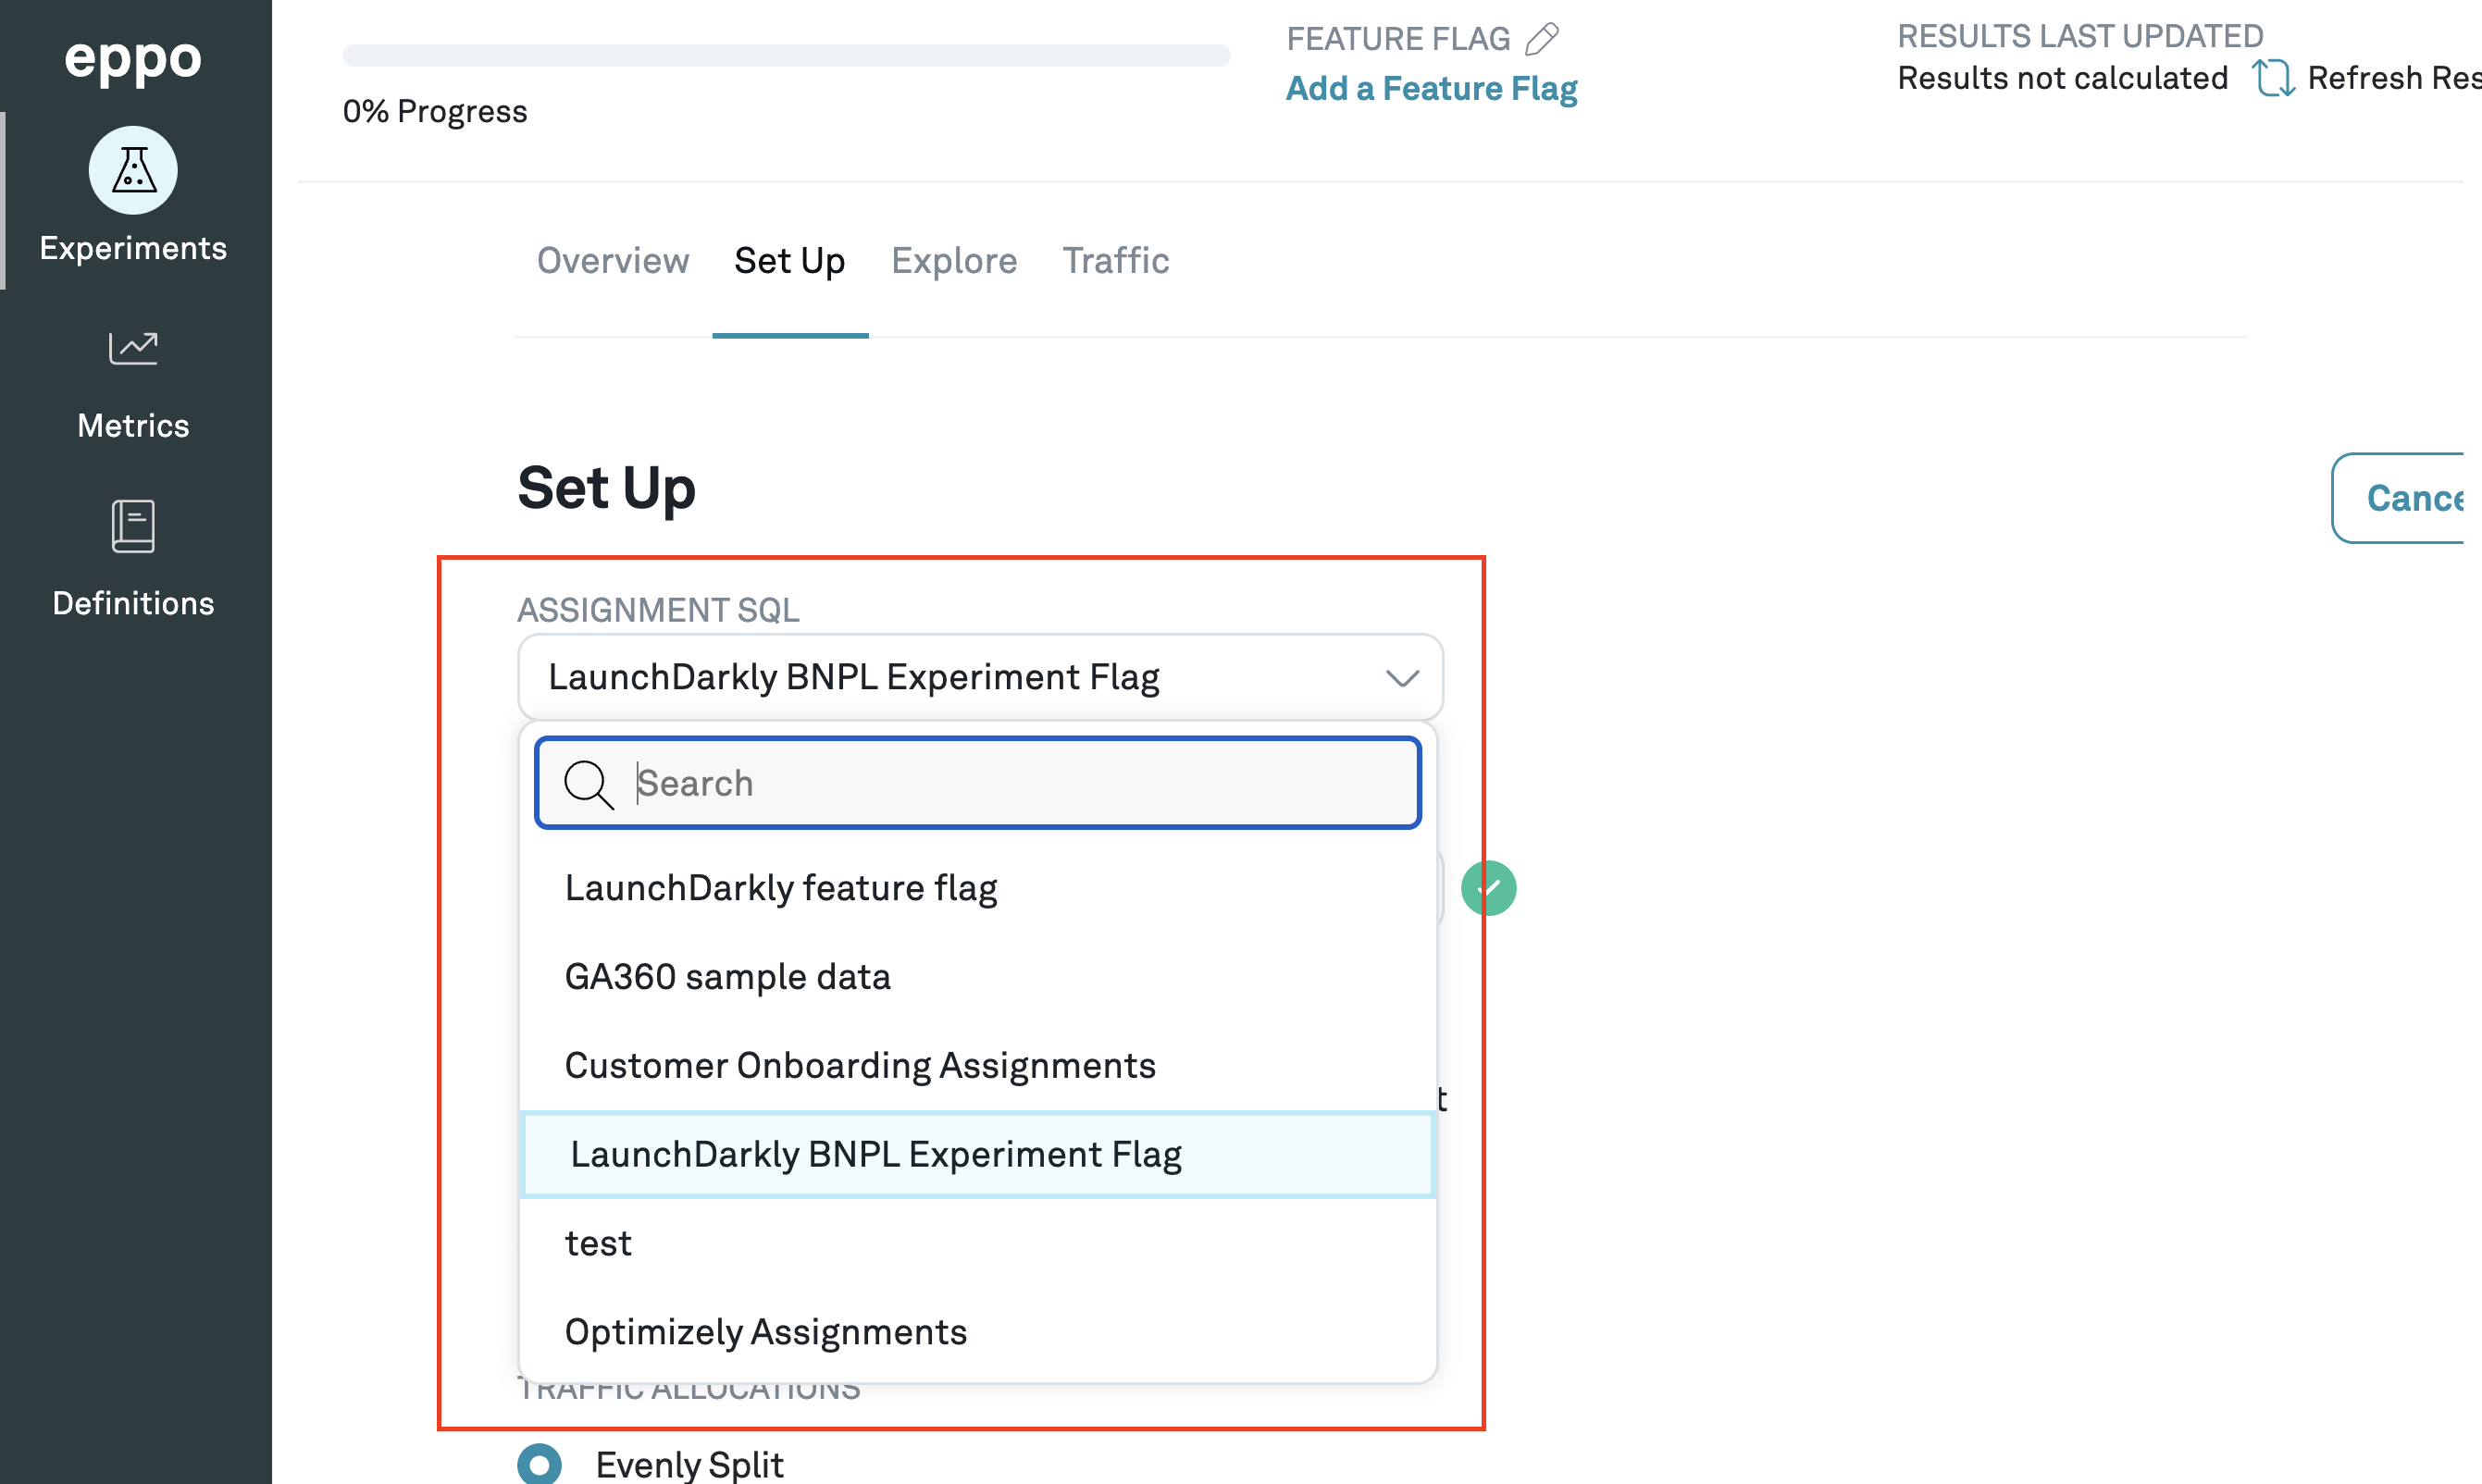 eppo
Experiments
Metrics
Definitions
0% Progress
FEATURE FLAG
Add a Feature Flag
RESULTS LAST UPDATED
Results not calculated
Refresh Res
Overview
Set Up
Explore
Traffic
Set Up
Cance
ASSIGNMENT SQL
LaunchDarkly BNPL Experiment Flag
Search
LaunchDarkly feature flag
GA360 sample data
Customer Onboarding Assignments
t
LaunchDarkly BNPL Experiment Flag
test
Optimizely Assignments
TRAFFIC ALLOCATIONS
Evenly Split